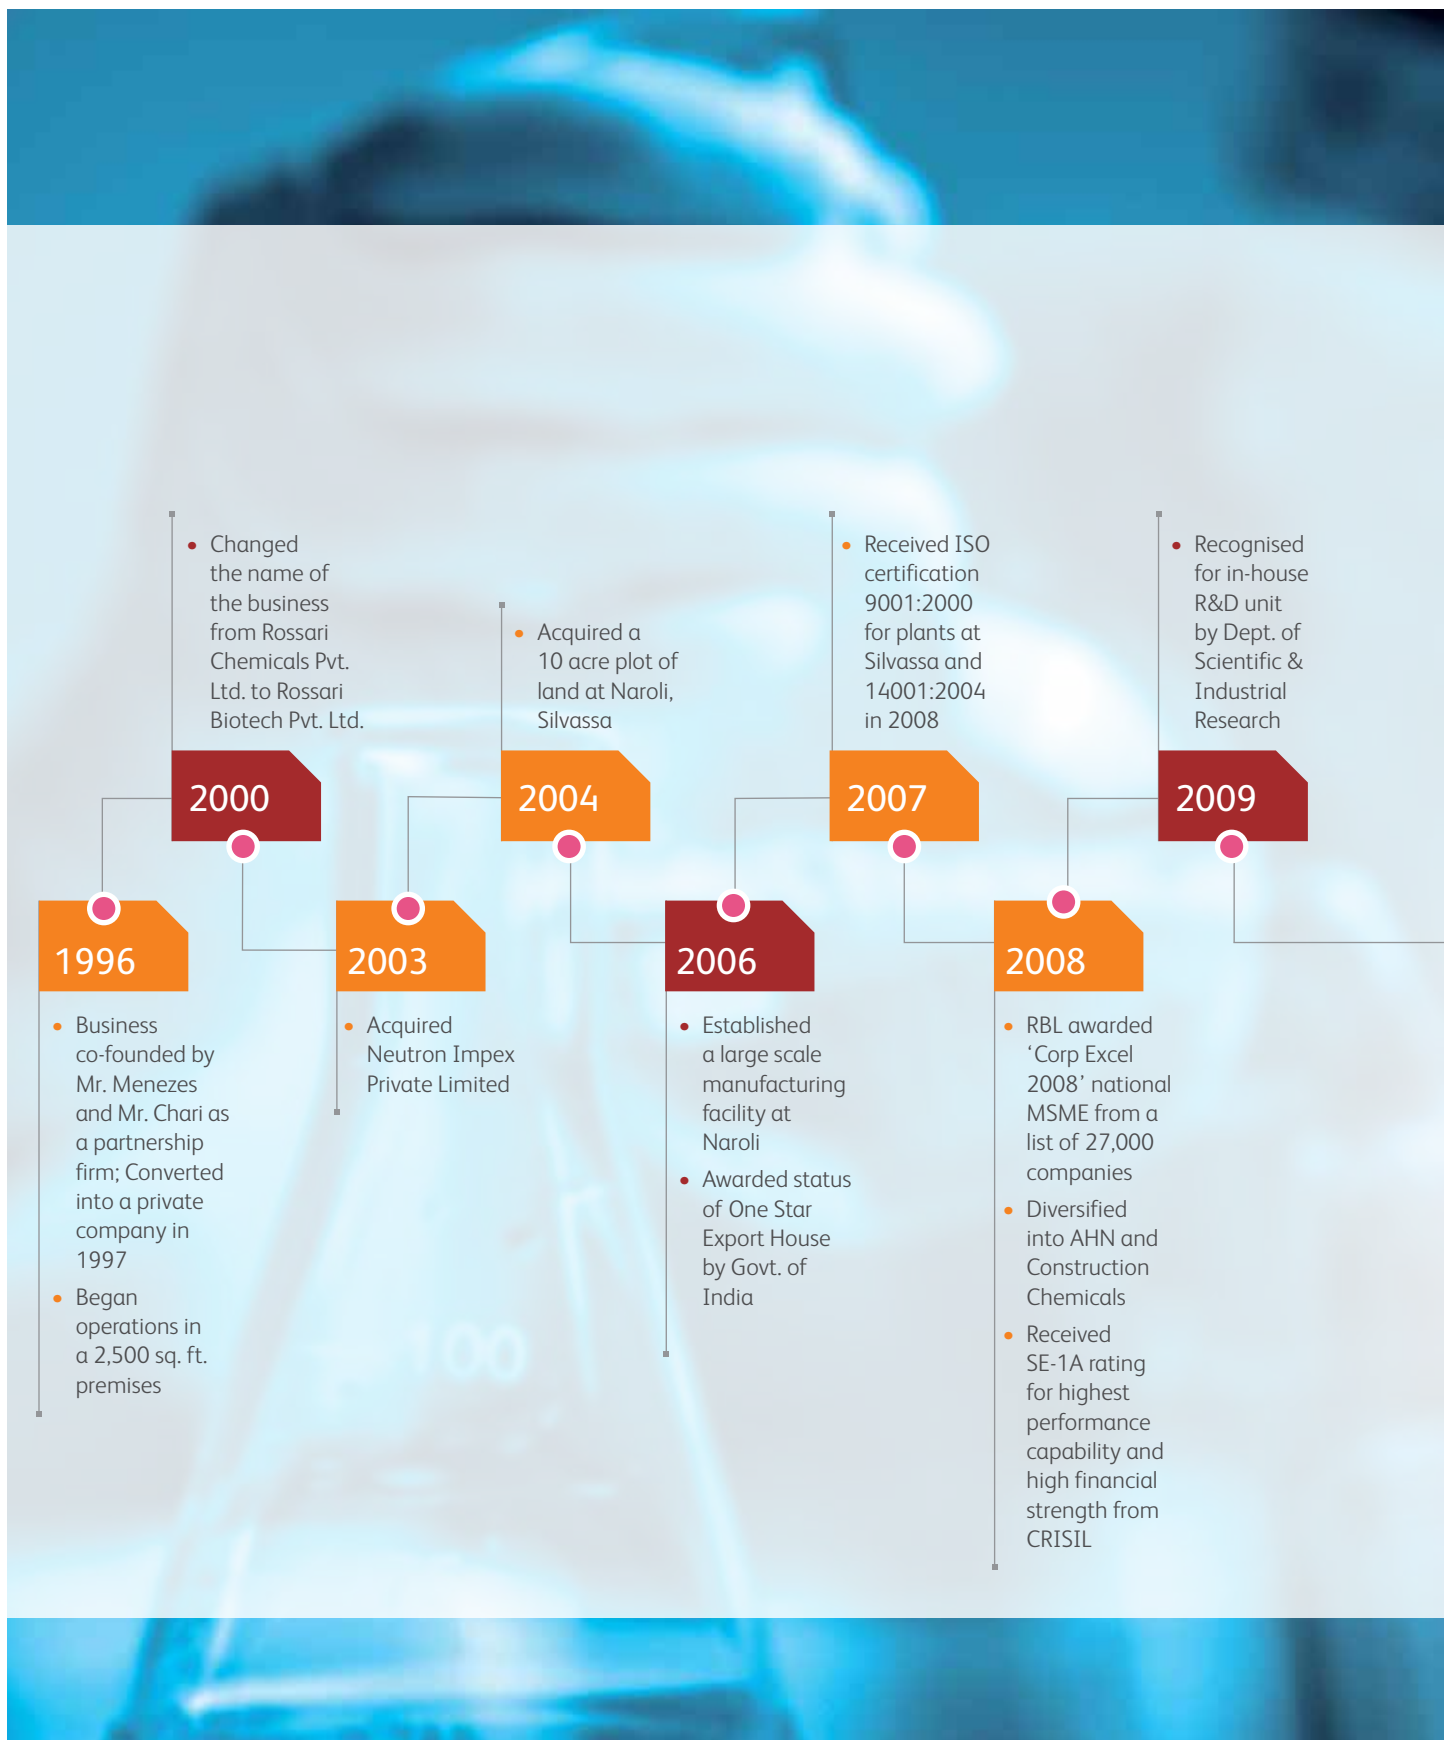 1996
• Business
co-founded by
Mr. Menezes
and Mr. Chari as
a partnership
firm; Converted
into a private
company in
1997
• Began
operations in
a 2,500 sq. ft.
premises
• Changed
the name of
the business
from Rossari
Chemicals Pvt.
Ltd. to Rossari
Biotech Pvt. Ltd.
2000
2003
• Acquired
Neutron Impex
Private Limited
• Acquired a
10 acre plot of
land at Naroli,
Silvassa
2004
2006
• Established
a large scale
manufacturing
facility at
Naroli
• Awarded status
of One Star
Export House
by Govt. of
India
• Received ISO
certification
9001:2000
for plants at
Silvassa and
14001:2004
in 2008
2007
2008
• RBL awarded
‘Corp Excel
2008’ national
MSME from a
list of 27,000
companies
• Diversified
into AHN and
Construction
Chemicals
• Received
SE-1A rating
for highest
performance
capability and
high financial
strength from
CRISIL
• Recognised
for in-house
R&D unit
by Dept. of
Scientific &
Industrial
Research
2009
100